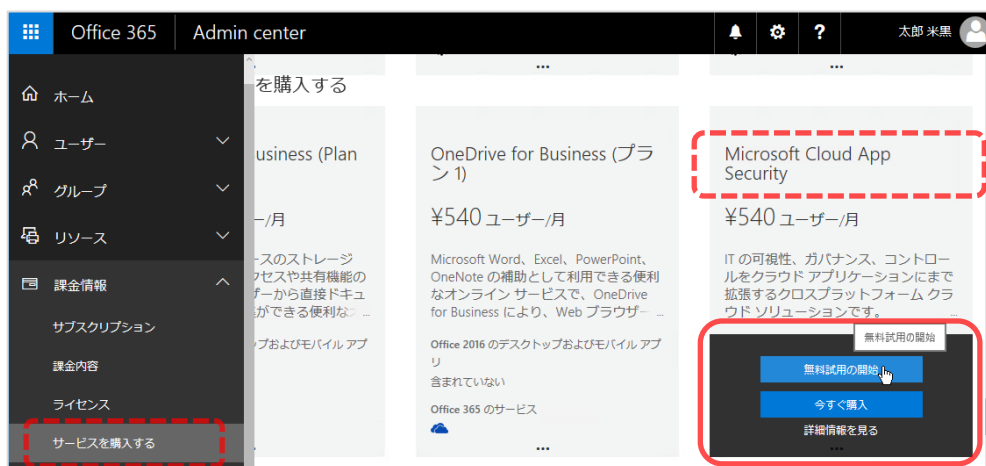 Office 365
Admin center
?
太郎 米黒
ホーム
ユーザー
グループ
リソース
課金情報
サブスクリプション
課金内容
ライセンス
サービスを購入する
を購入する
usiness (Plan
ー/月
ースのストレージ
クセスや共有機能の
ザーから直接ドキュ
ができる便利な ...
プおよびモバイル アプ
OneDrive for Business (プラ
ン 1)
¥540 ユーザー/月
Microsoft Word、Excel、PowerPoint、
OneNote の補助として利用できる便利
なオンライン サービスで、OneDrive
for Business により、Web ブラウザー ...
Office 2016 のデスクトップおよびモバイル アプ
リ
含まれていない
Office 365 のサービス
...
Microsoft Cloud App
Security
¥540 ユーザー/月
IT の可視性、ガバナンス、コントロー
ルをクラウド アプリケーションにまで
拡張するクロスプラットフォーム クラ
ウド ソリューションです。 ...
無料試用の開始
無料試用の開始
今すぐ購入
詳細情報を見る
...